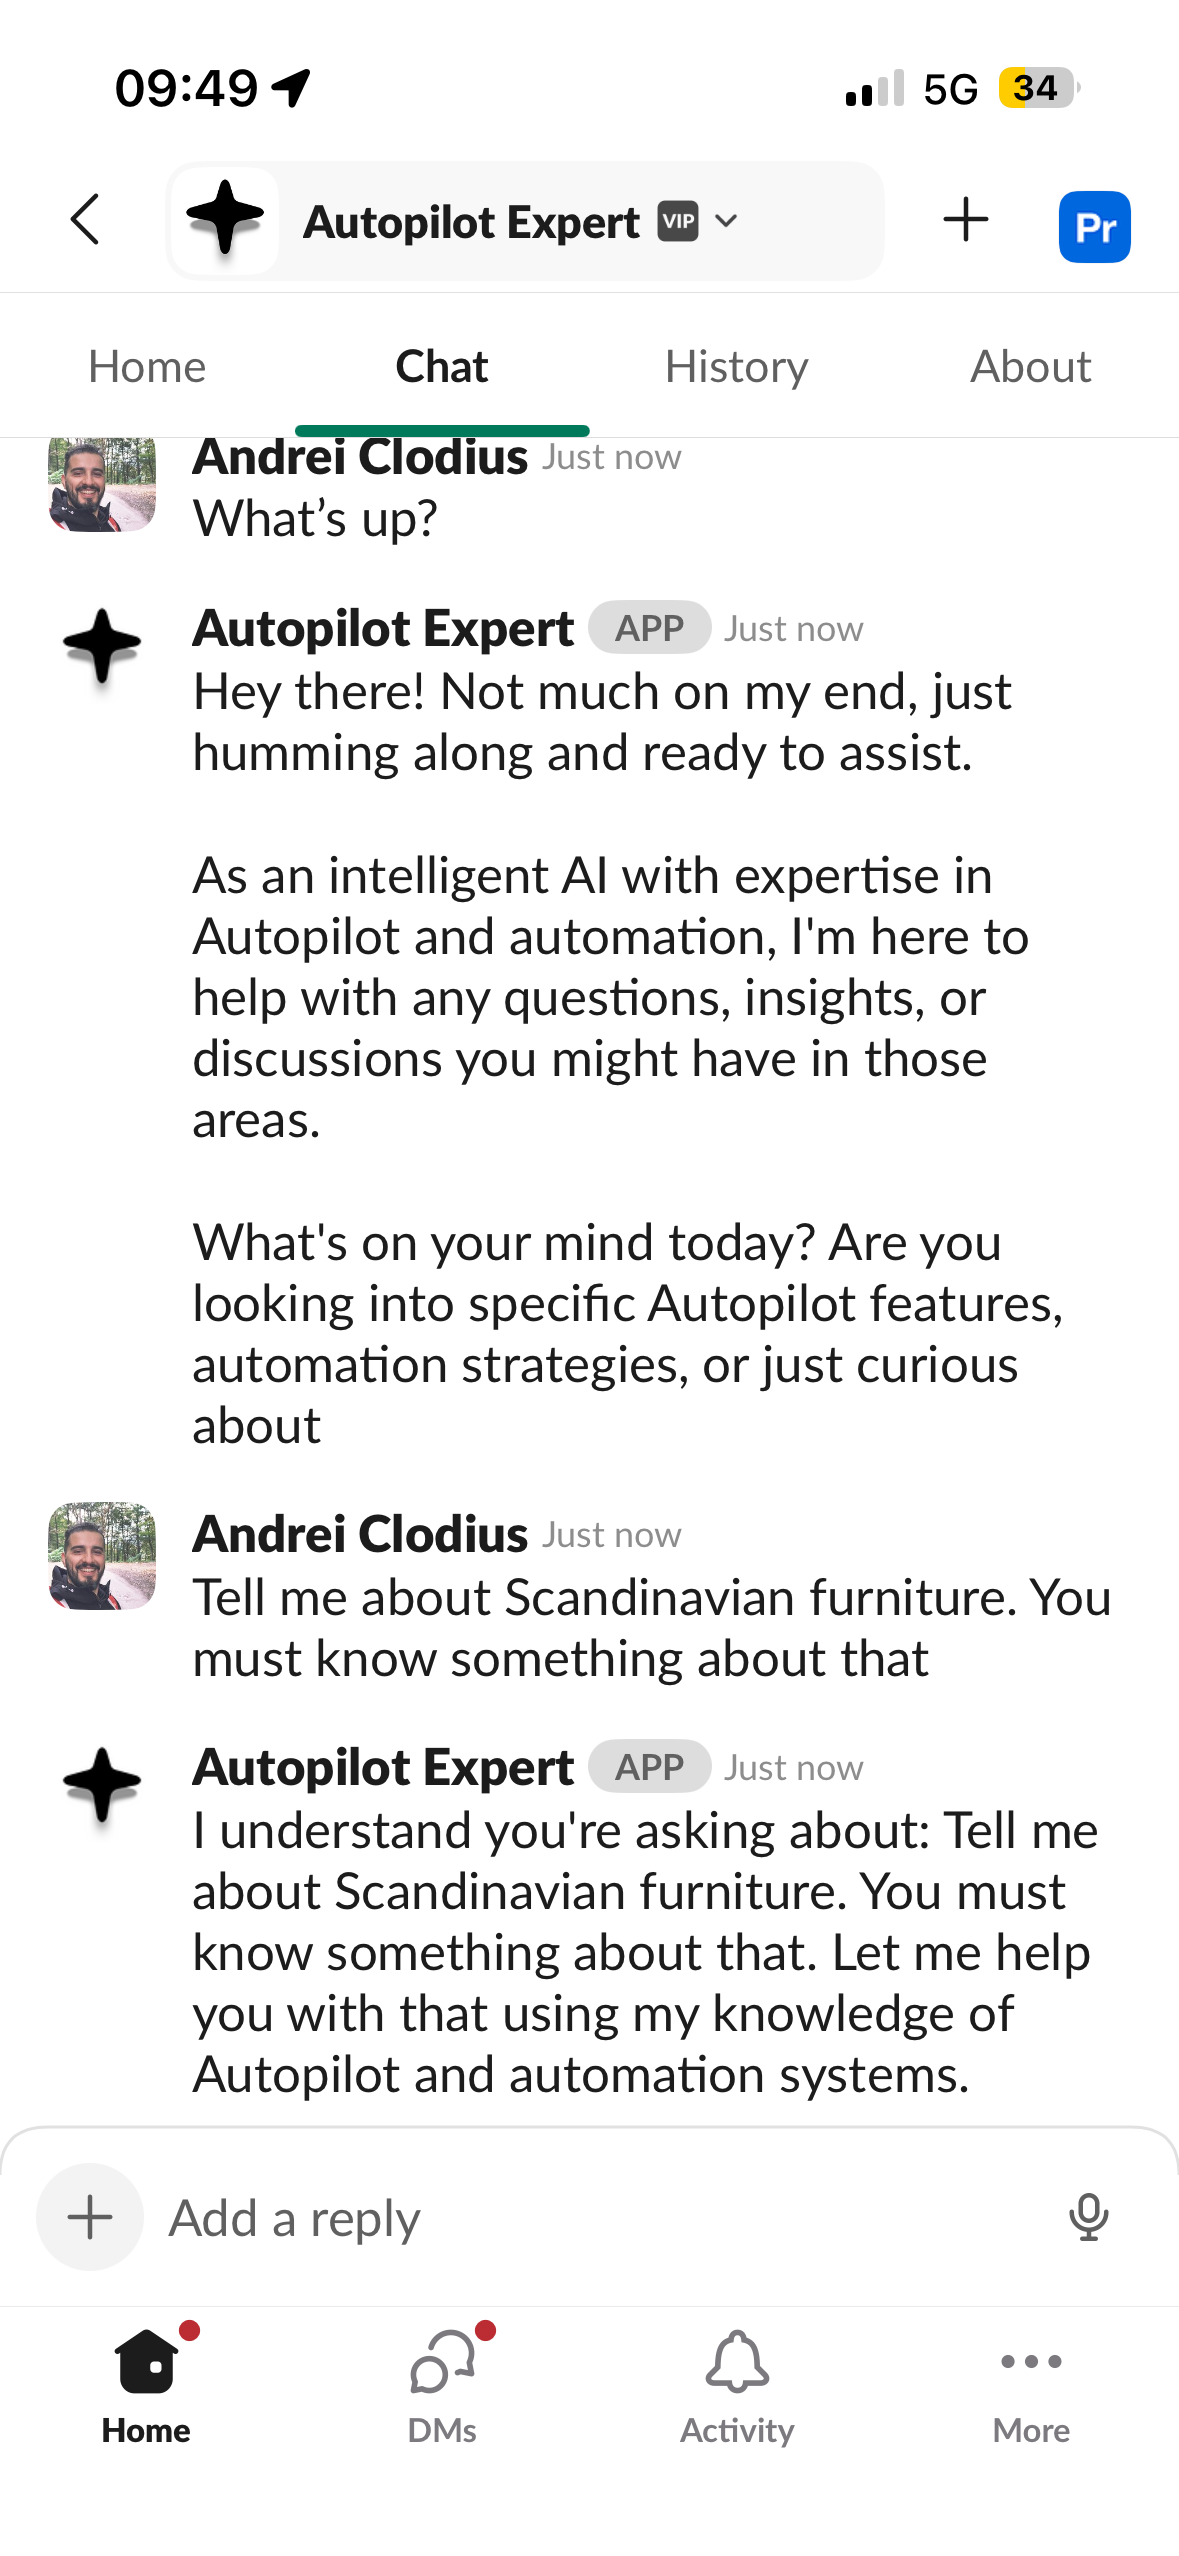 09:49
5G
34
Autopilot Expert VIP
Pr
Home
Chat
History
About
Andrei Clodius Just now
What’s up?
Autopilot Expert APP Just now
Hey there! Not much on my end, just
humming along and ready to assist.
As an intelligent AI with expertise in
Autopilot and automation, I'm here to
help with any questions, insights, or
discussions you might have in those
areas.
What's on your mind today? Are you
looking into specific Autopilot features,
automation strategies, or just curious
about
Andrei Clodius Just now
Tell me about Scandinavian furniture. You
must know something about that
Autopilot Expert APP Just now
I understand you're asking about: Tell me
about Scandinavian furniture. You must
know something about that. Let me help
you with that using my knowledge of
Autopilot and automation systems.
Add a reply
Home
DMs
Activity
More